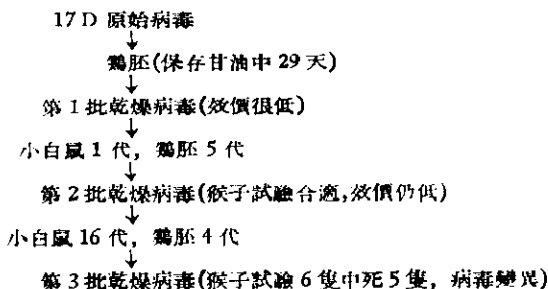 17 D 原始病毒
鷄胚(保存甘油中 29 天)
第 1 批乾燥病毒(效價很低)
小白鼠 1 代，鷄胚 5 代
第 2 批乾燥病毒(猴子試驗合適,效價仍低)
小白鼠 16 代，鷄胚 4 代
第 3 批乾燥病毒(猴子試驗 6 隻中死 5 隻，病毒變異)